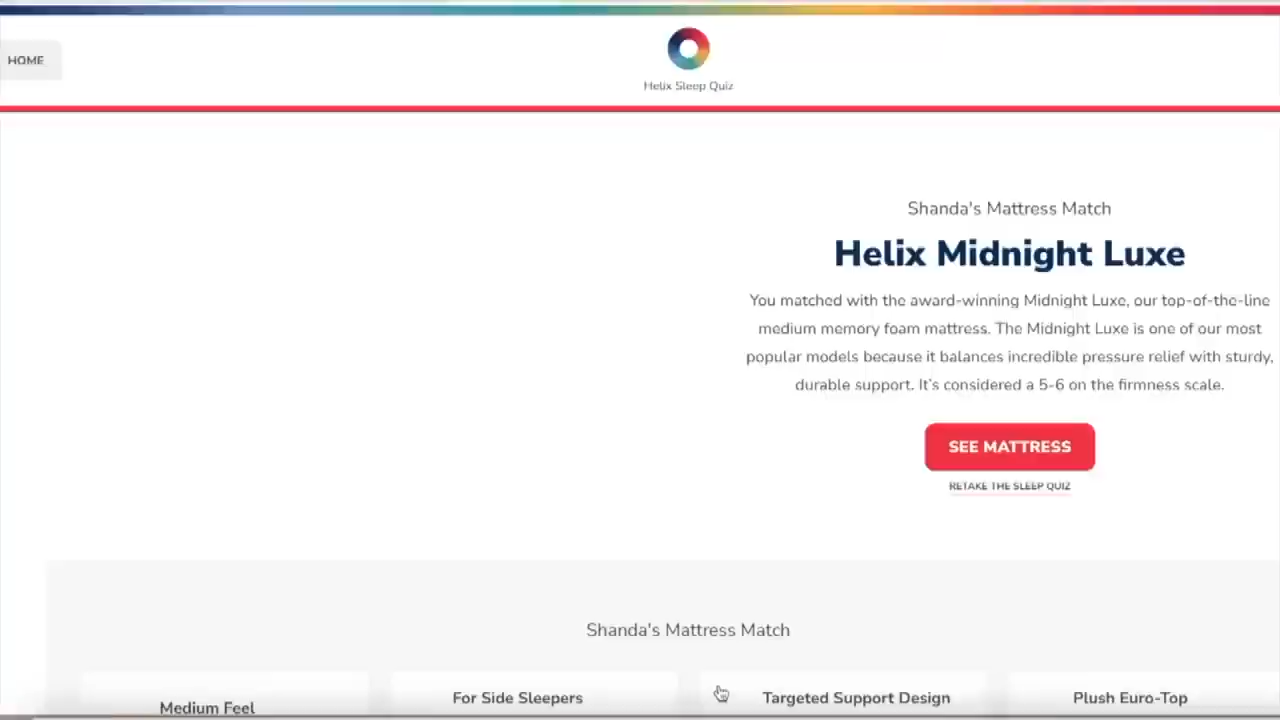 HOME
Helix Sleep Quiz
Shanda's Mattress Match
Helix Midnight Luxe
You matched with the award-winning Midnight Luxe, our top-of-the-line
medium memory foam mattress. The Midnight Luxe is one of our most
popular models because it balances incredible pressure relief with sturdy,
durable support. It's considered a 5-6 on the firmness scale.
SEE MATTRESS
RETAKE THE SLEEP QUIZ
Shanda's Mattress Match
Medium Feel
For Side Sleepers
Targeted Support Design
Plush Euro-Top